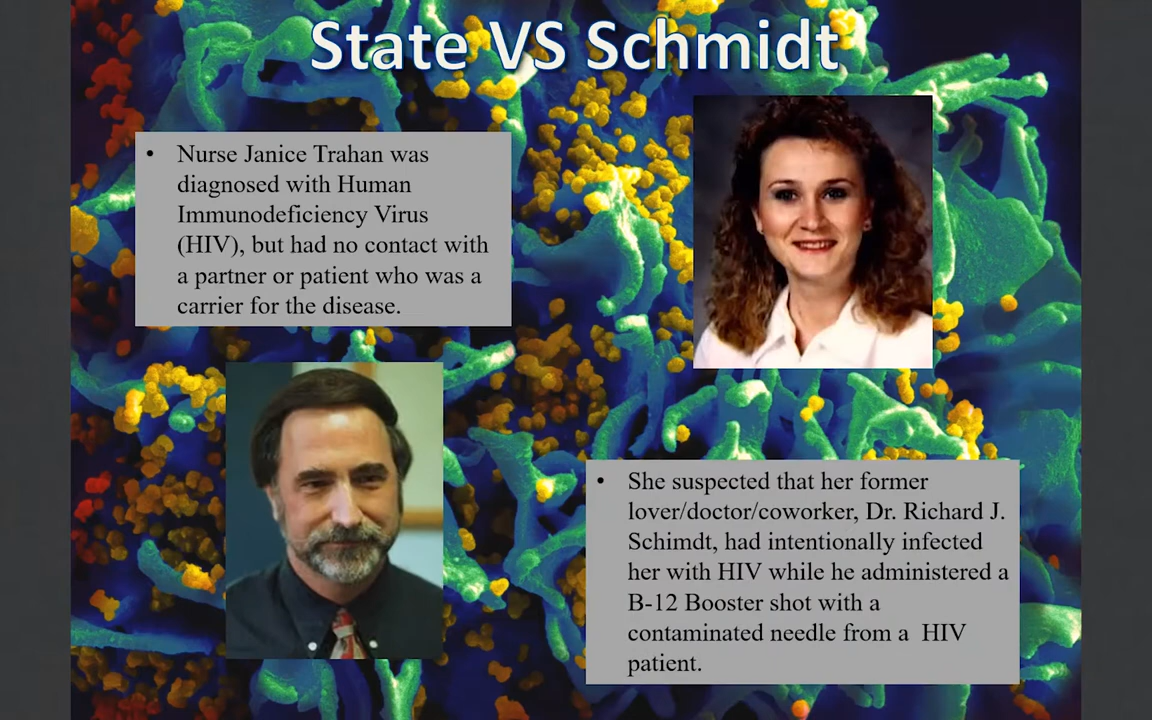 State VS Schmidt
• Nurse Janice Trahan was
diagnosed with Human
Immunodeficiency Virus
(HIV), but had no contact with
a partner or patient who was a
carrier for the disease.
• She suspected that her former
lover/doctor/coworker, Dr. Richard J.
Schimdt, had intentionally infected
her with HIV while he administered a
B-12 Booster shot with a
contaminated needle from a  HIV
patient.